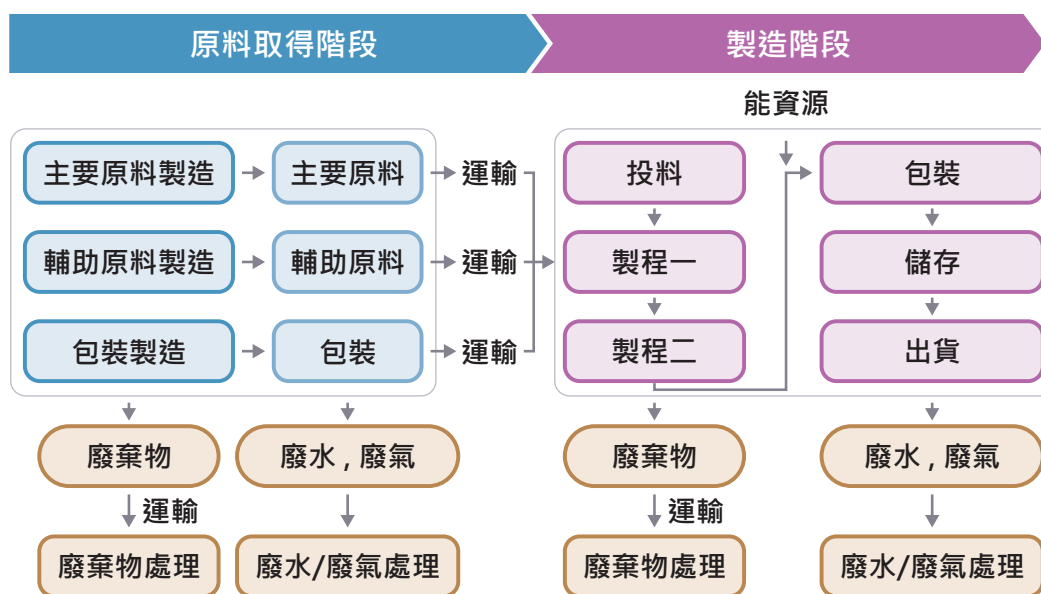 原料取得階段
製造階段
能資源
主要原料製造
主要原料
運輸
投料
包裝
輔助原料製造
輔助原料
運輸
製程一
儲存
包裝製造
包裝
運輸
製程二
出貨
廢棄物
廢水 , 廢氣
廢棄物
廢水 , 廢氣
運輸
運輸
廢棄物處理
廢水/廢氣處理
廢棄物處理
廢水/廢氣處理